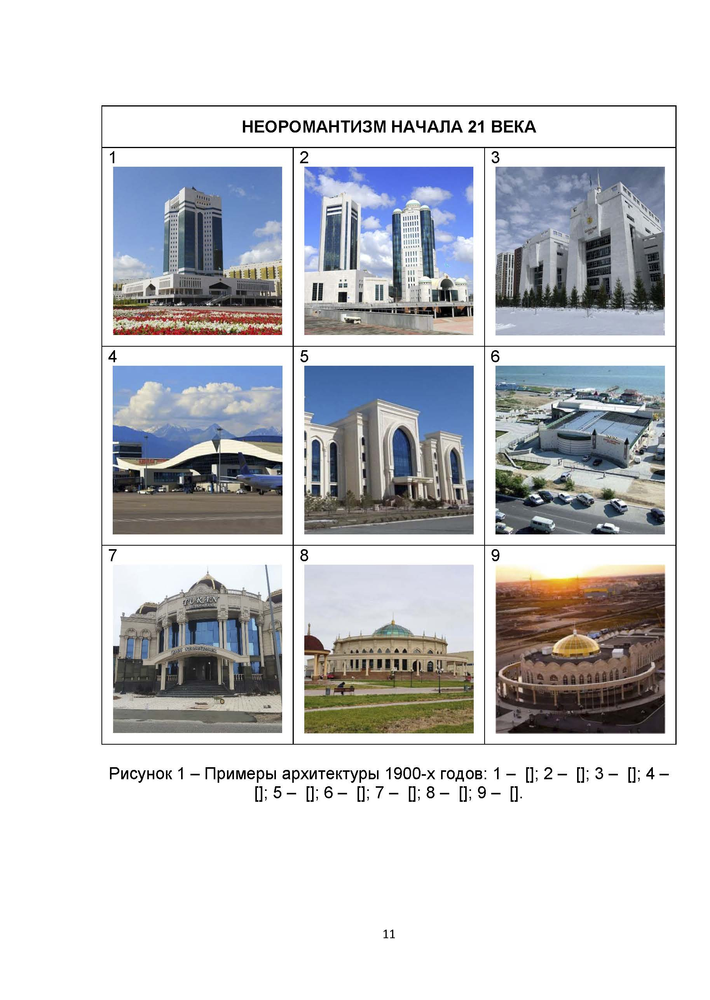 НЕОРОМАНТИЗМ НАЧАЛА 21 ВЕКА
1
2
3
4
5
6
7
TURAN
8
9
Рисунок 1 – Примеры архитектуры 1900-х годов: 1 – []; 2 – []; 3 – []; 4 –
[]; 5 – []; 6 – []; 7 – []; 8 – []; 9 – [].
11